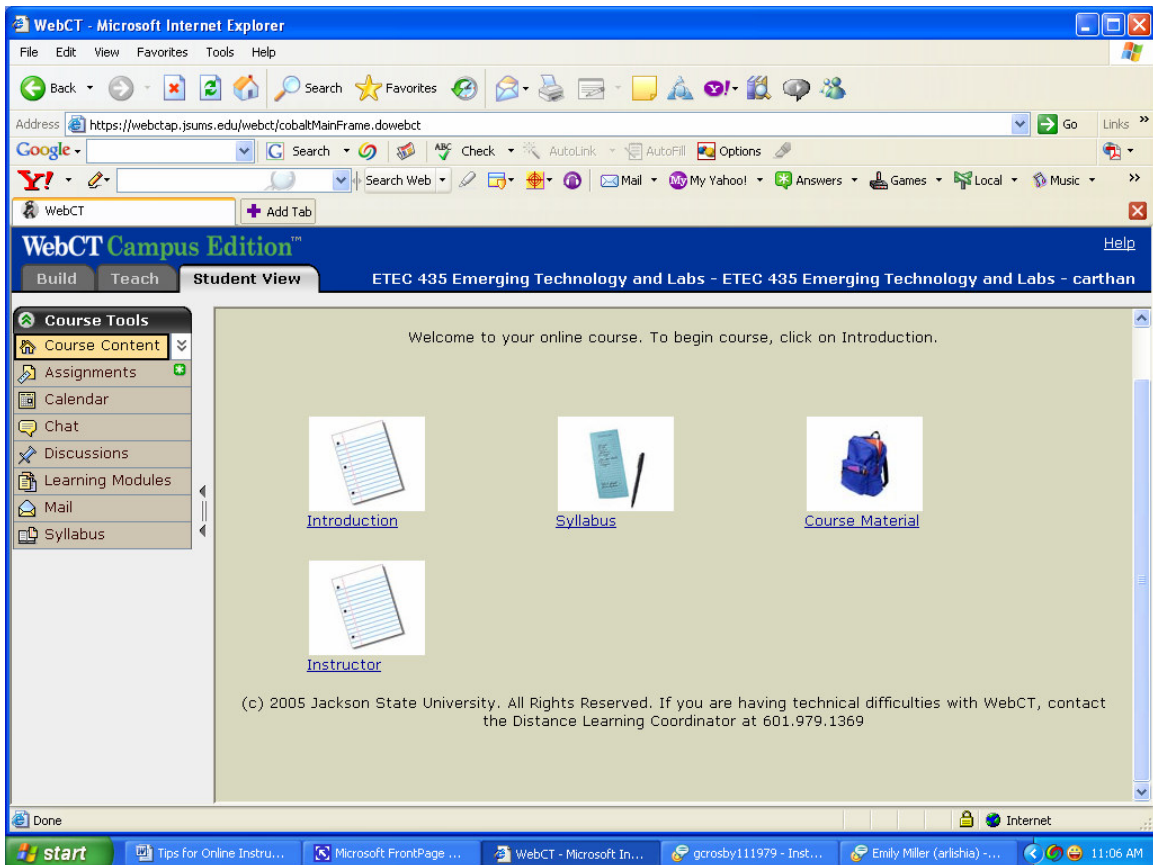 WebCT - Microsoft Internet Explorer
File Edit View Favorites Tools Help
Back Search Favorites
Address https://webctap.jsums.edu/webct/cobaltMainFrame.dowebct Go Links »
Google G Search ABC Check AutoLink AutoFill Options
Y! Search Web Mail My Yahoo! Answers Games Local Music »
WebCT Add Tab
WebCT Campus Edition™ Help
Build Teach Student View ETEC 435 Emerging Technology and Labs - ETEC 435 Emerging Technology and Labs - carthan
Course Tools
Course Content
Assignments
Calendar
Chat
Discussions
Learning Modules
Mail
Syllabus
Welcome to your online course. To begin course, click on Introduction.
Introduction Syllabus Course Material
Instructor
(c) 2005 Jackson State University. All Rights Reserved. If you are having technical difficulties with WebCT, contact
the Distance Learning Coordinator at 601.979.1369
Done Internet
start Tips for Online Instru... Microsoft FrontPage ... WebCT - Microsoft In... gcrosby111979 - Inst... Emily Miller (arlishia) -... 11:06 AM